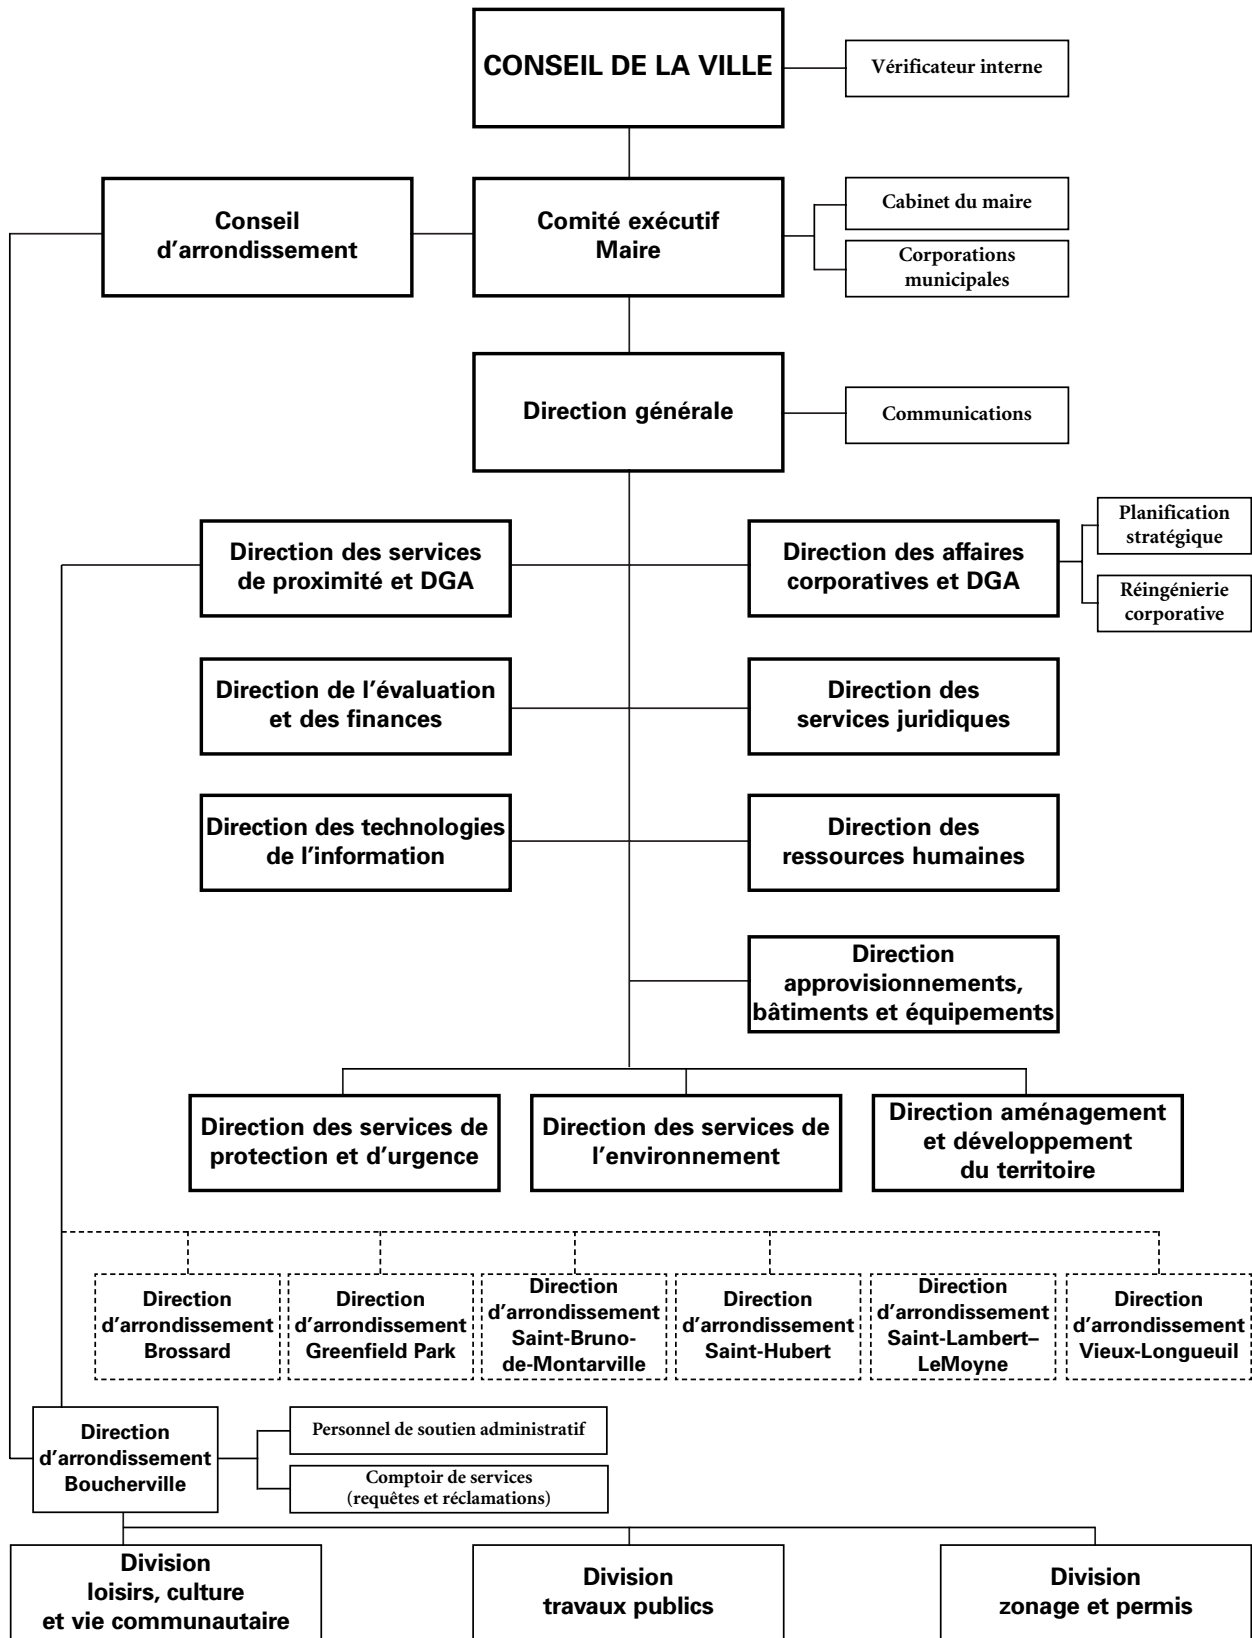 CONSEIL DE LA VILLE
Vérificateur interne
Conseil
d'arrondissement
Comité exécutif
Maire
Cabinet du maire
Corporations
municipales
Direction générale
Communications
Direction des services
de proximité et DGA
Direction des affaires
corporatives et DGA
Planification
stratégique
Réingénierie
corporative
Direction de l'évaluation
et des finances
Direction des
services juridiques
Direction des technologies
de l'information
Direction des
ressources humaines
Direction
approvisionnements,
bâtiments et équipements
Direction des services de
protection et d'urgence
Direction des services de
l'environnement
Direction aménagement
et développement
du territoire
Direction
d'arrondissement
Brossard
Direction
d'arrondissement
Greenfield Park
Direction
d'arrondissement
Saint-Bruno-
de-Montarville
Direction
d'arrondissement
Saint-Hubert
Direction
d'arrondissement
Saint-Lambert–
LeMoyne
Direction
d'arrondissement
Vieux-Longueuil
Direction
d'arrondissement
Boucherville
Personnel de soutien administratif
Comptoir de services
(requêtes et réclamations)
Division
loisirs, culture
et vie communautaire
Division
travaux publics
Division
zonage et permis